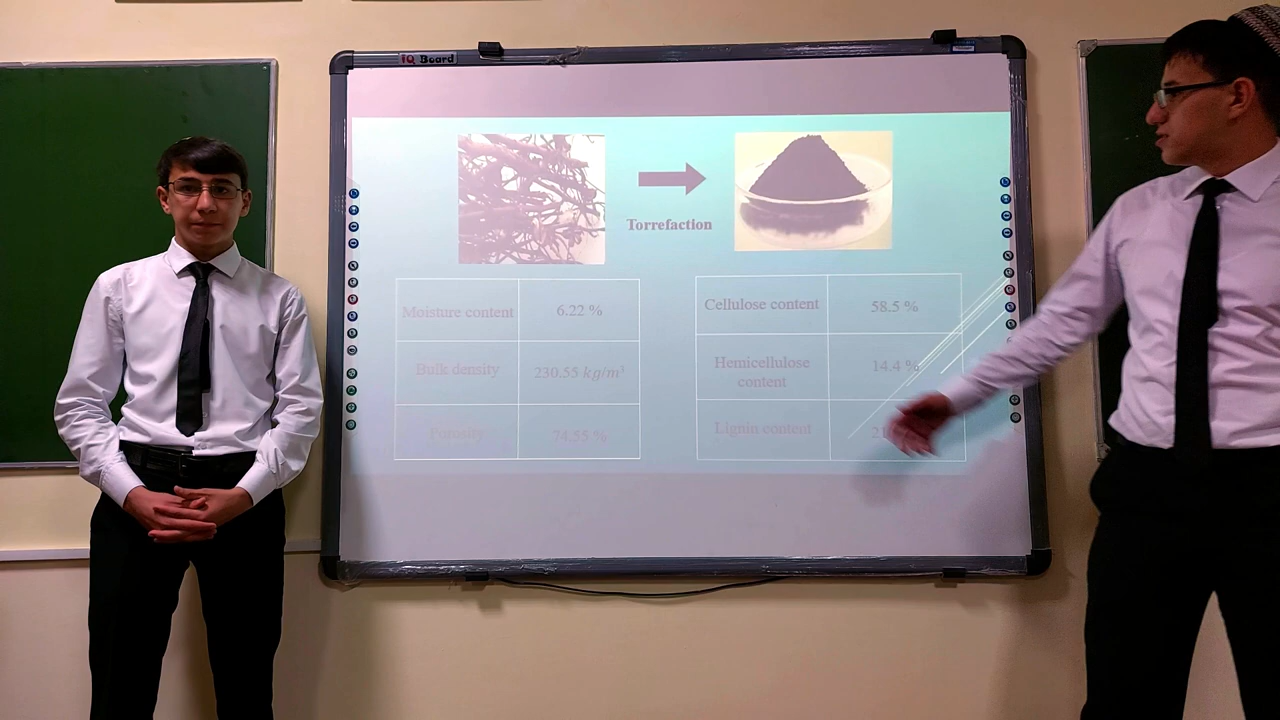 iQ Board
Torrefaction
Moisture content 6.22 %
Bulk density 230.55 kg/m³
Porosity 74.55 %
Cellulose content 58.5 %
Hemicellulose
content 14.4 %
Lignin content